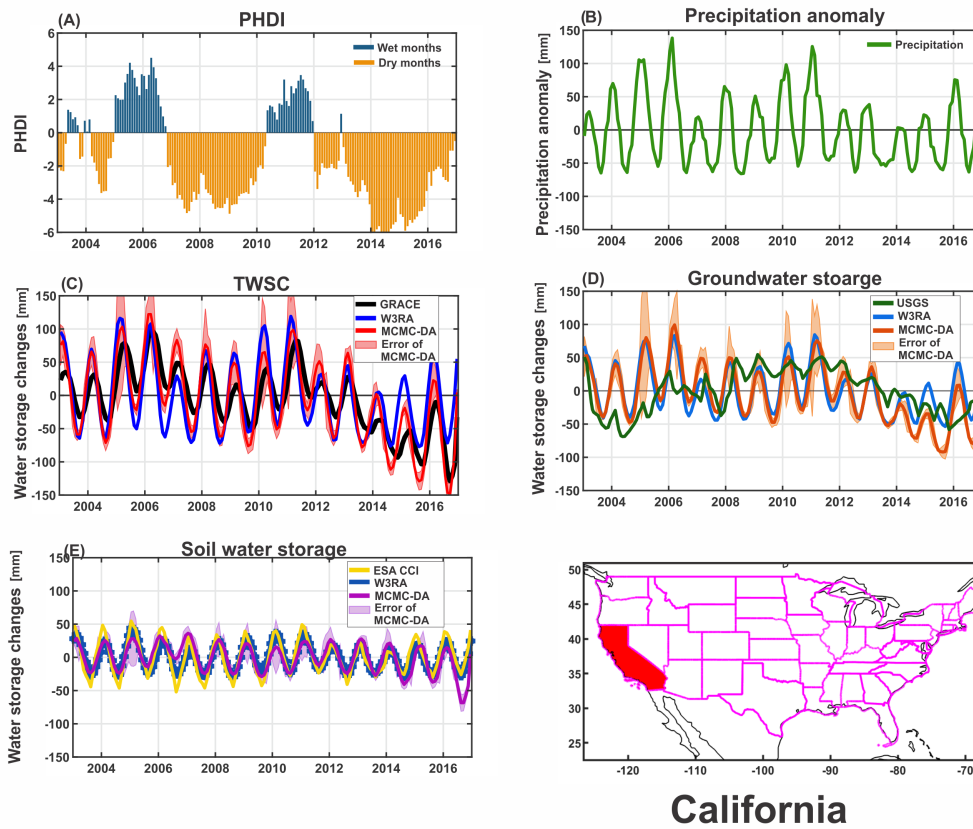 (A)
PHDI
PHDI
6
4
2
0
-2
-4
-6
Wet months
Dry months
2004
2006
2008
2010
2012
2014
2016
(B)
Precipitation anomaly
Precipitation anomaly [mm]
150
100
50
0
-50
-100
-150
Precipitation
2004
2006
2008
2010
2012
2014
2016
(C)
TWSC
Water storage changes [mm]
150
100
50
0
-50
-100
-150
GRACE
W3RA
MCMC-DA
Error of
MCMC-DA
2004
2006
2008
2010
2012
2014
2016
(D)
Groundwater stoarge
Water storage changes [mm]
150
100
50
0
-50
-100
-150
USGS
W3RA
MCMC-DA
Error of
MCMC-DA
2004
2006
2008
2010
2012
2014
2016
(E)
Soil water storage
Water storage changes [mm]
150
100
50
0
-50
-100
-150
ESA CCI
W3RA
MCMC-DA
Error of
MCMC-DA
2004
2006
2008
2010
2012
2014
2016
50
45
40
35
30
25
-120
-110
-100
-90
-80
-70
California